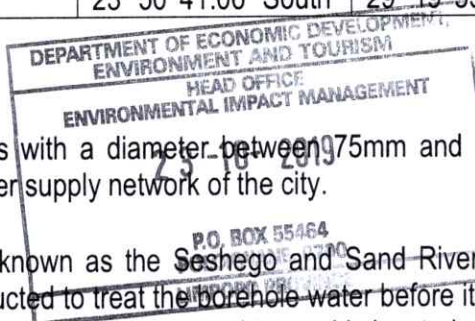 23 50 41.00 South
DEPARTMENT OF ECONOMIC DEVELOPMENT,
ENVIRONMENT AND TOURISM
HEAD OFFICE
ENVIRONMENTAL IMPACT MANAGEMENT
s with a diameter between 75mm and
-10- 2019
er supply network of the city.
P.O. BOX 55464
known as the Seshego and Sand River
ucted to treat the borehole water before it